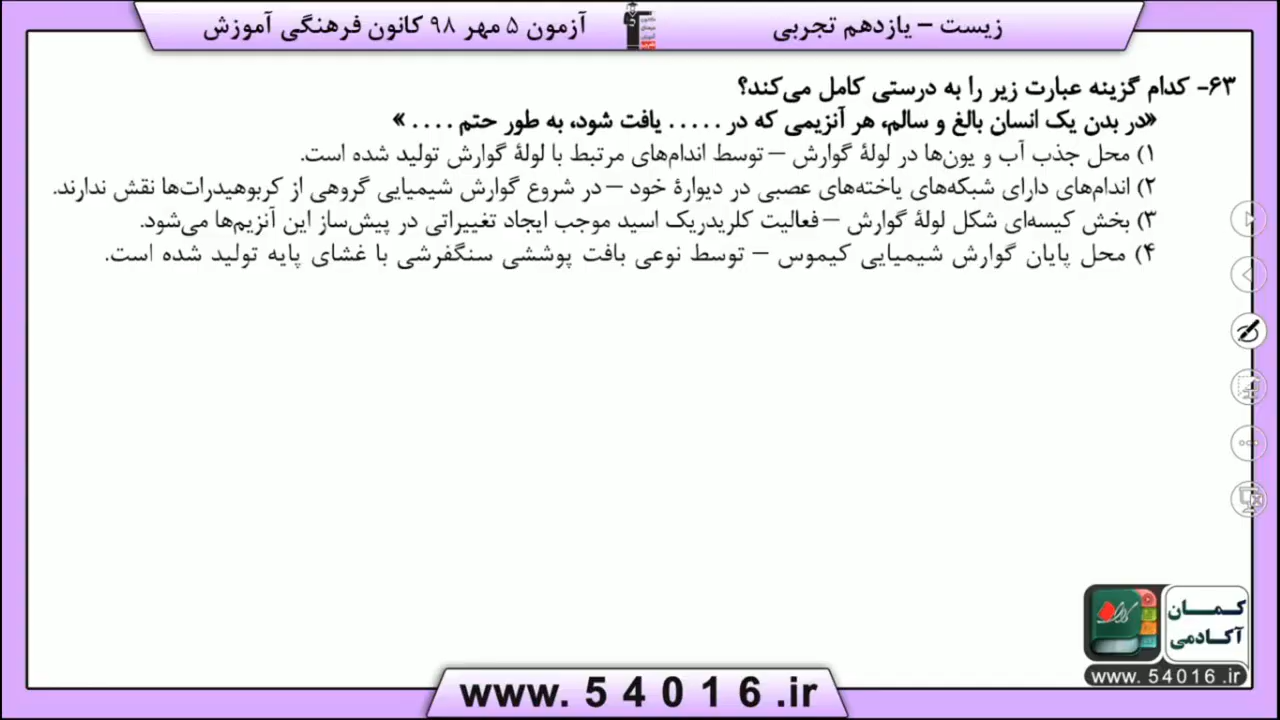 زیست – یازدهم تجربی
آزمون ۵ مهر ۹۸ کانون فرهنگی آموزش
۶۳- کدام گزینه عبارت زیر را به درستی کامل می‌کند؟
«در بدن یک انسان بالغ و سالم، هر آنزیمی که در ..... یافت شود، به طور حتم .... »
۱) محل جذب آب و یون‌ها در لولهٔ گوارش – توسط اندام‌های مرتبط با لولهٔ گوارش تولید شده است.
۲) اندام‌های دارای شبکه‌های یاخته‌های عصبی در دیوارهٔ خود – در شروع گوارش شیمیایی گروهی از کربوهیدرات‌ها نقش ندارند.
۳) بخش کیسه‌ای شکل لولهٔ گوارش – فعالیت کلریدریک اسید موجب ایجاد تغییراتی در پیش‌ساز این آنزیم‌ها می‌شود.
۴) محل پایان گوارش شیمیایی کیموس – توسط نوعی بافت پوششی سنگفرشی با غشای پایه تولید شده است.
کمان
آکادمی
www. 54016 .ir
www. 54016 .ir